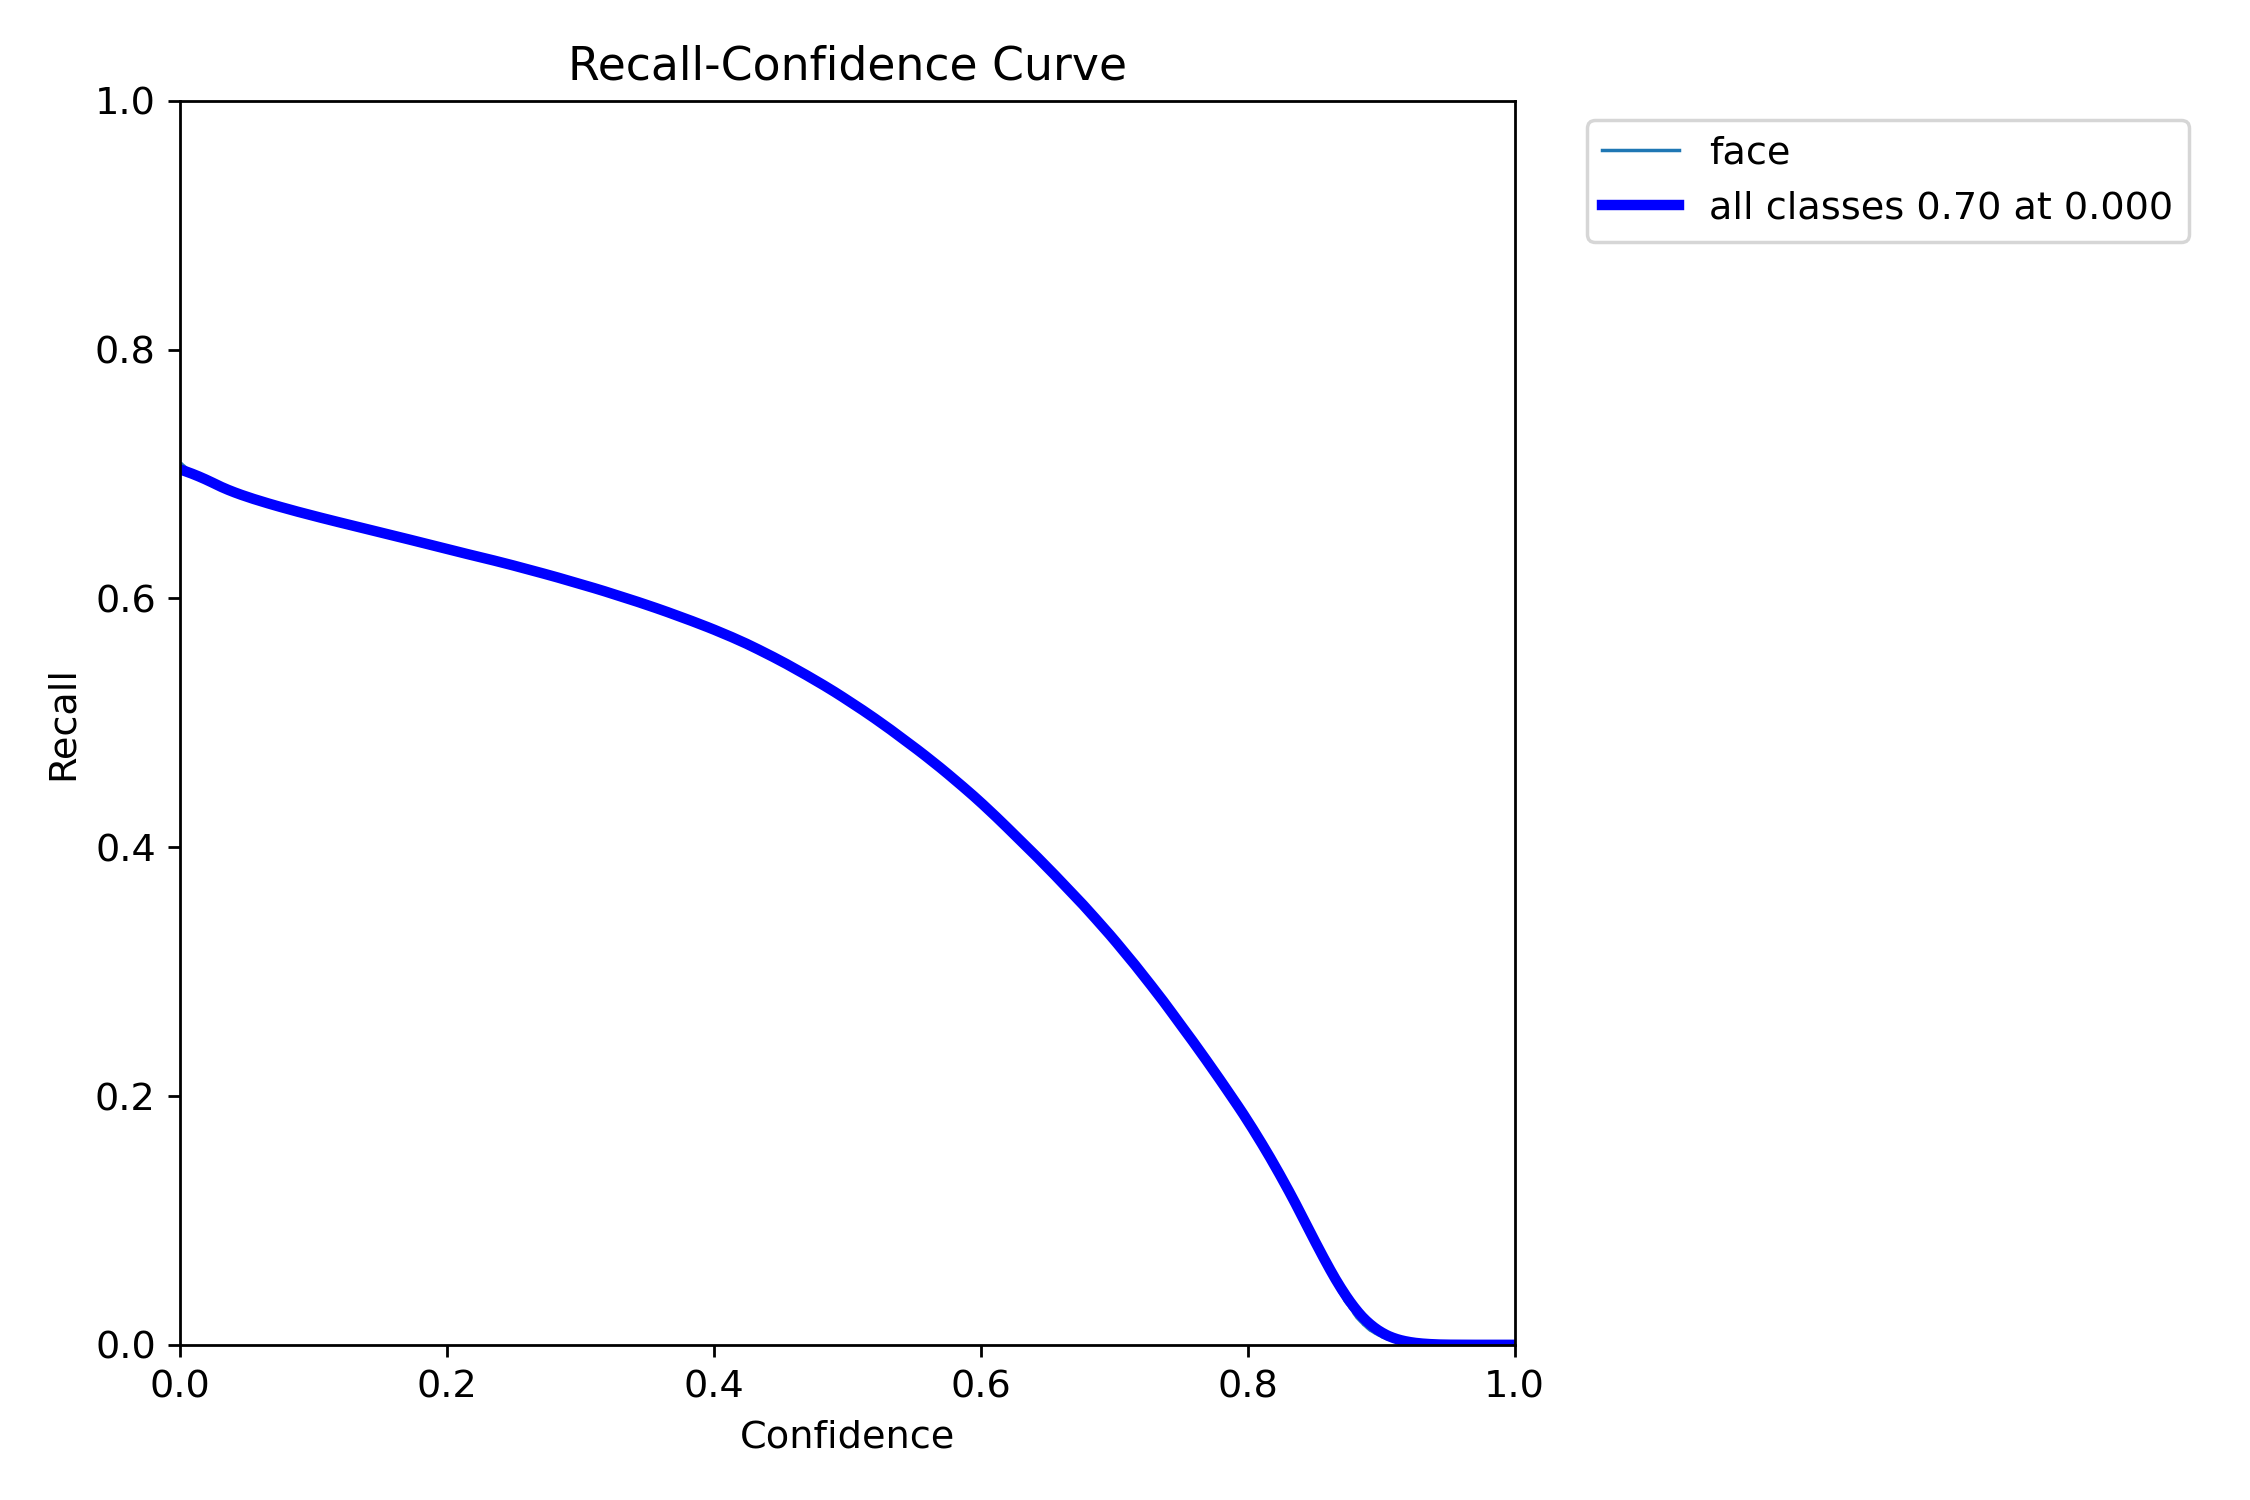 Recall-Confidence Curve
1.0
0.8
0.6
0.4
0.2
0.0
Recall
0.0 0.2 0.4 0.6 0.8 1.0
Confidence
face
all classes 0.70 at 0.000